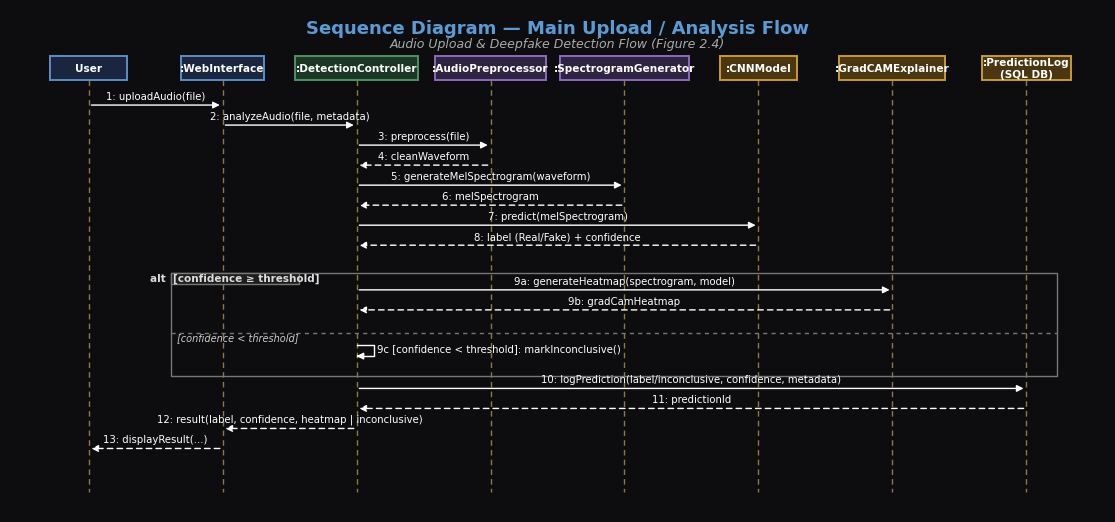 Sequence Diagram — Main Upload / Analysis Flow
Audio Upload & Deepfake Detection Flow (Figure 2.4)
User
:WebInterface
:DetectionController
:AudioPreprocessor
:SpectrogramGenerator
:CNNModel
:GradCAMExplainer
:PredictionLog
(SQL DB)
1: uploadAudio(file)
2: analyzeAudio(file, metadata)
3: preprocess(file)
4: cleanWaveform
5: generateMelSpectrogram(waveform)
6: melSpectrogram
7: predict(melSpectrogram)
8: label (Real/Fake) + confidence
alt [confidence ≥ threshold]
9a: generateHeatmap(spectrogram, model)
9b: gradCamHeatmap
[confidence < threshold]
9c [confidence < threshold]: markInconclusive()
10: logPrediction(label/inconclusive, confidence, metadata)
11: predictionId
12: result(label, confidence, heatmap | inconclusive)
13: displayResult(...)